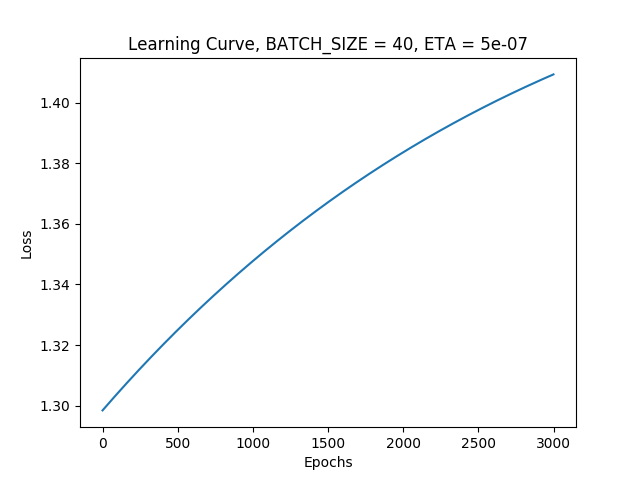 Learning Curve, BATCH_SIZE = 40, ETA = 5e-07
Loss
1.40
1.38
1.36
1.34
1.32
1.30
0 500 1000 1500 2000 2500 3000
Epochs